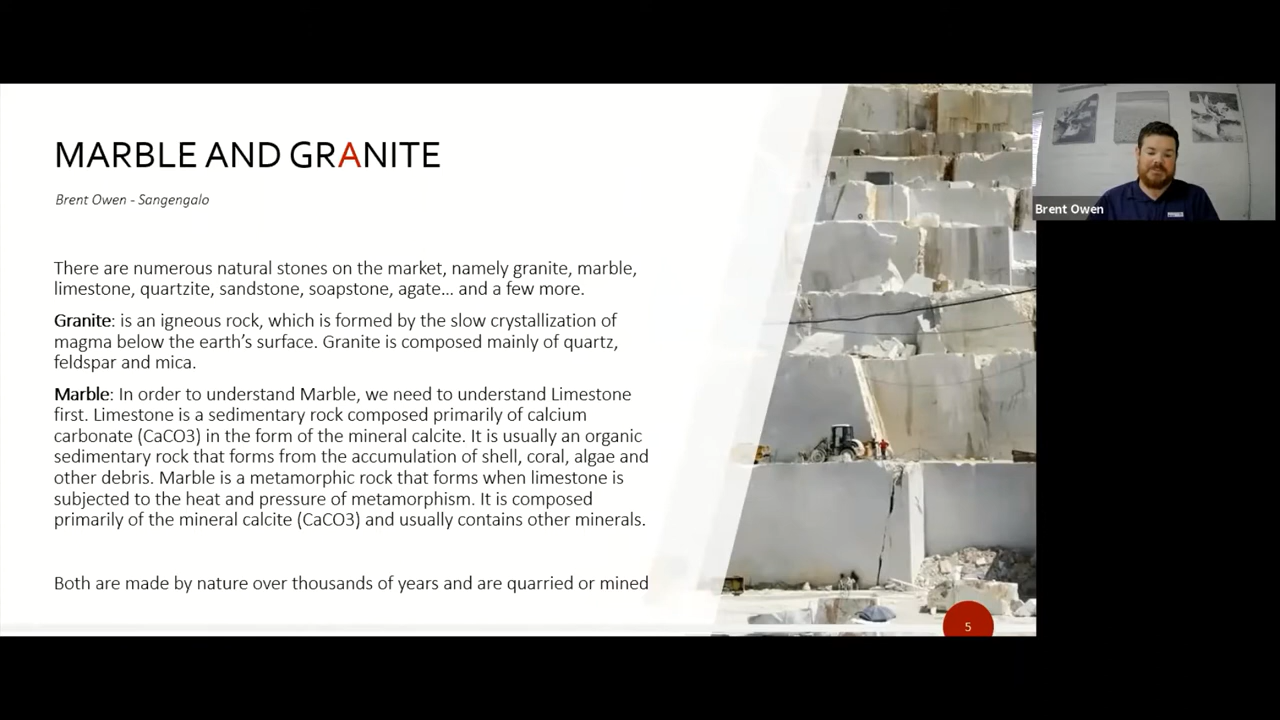 MARBLE AND GRANITE
Brent Owen - Sangengalo
There are numerous natural stones on the market, namely granite, marble,
limestone, quartzite, sandstone, soapstone, agate... and a few more.
Granite: is an igneous rock, which is formed by the slow crystallization of
magma below the earth's surface. Granite is composed mainly of quartz,
feldspar and mica.
Marble: In order to understand Marble, we need to understand Limestone
first. Limestone is a sedimentary rock composed primarily of calcium
carbonate (CaCO3) in the form of the mineral calcite. It is usually an organic
sedimentary rock that forms from the accumulation of shell, coral, algae and
other debris. Marble is a metamorphic rock that forms when limestone is
subjected to the heat and pressure of metamorphism. It is composed
primarily of the mineral calcite (CaCO3) and usually contains other minerals.
Both are made by nature over thousands of years and are quarried or mined
5
Brent Owen